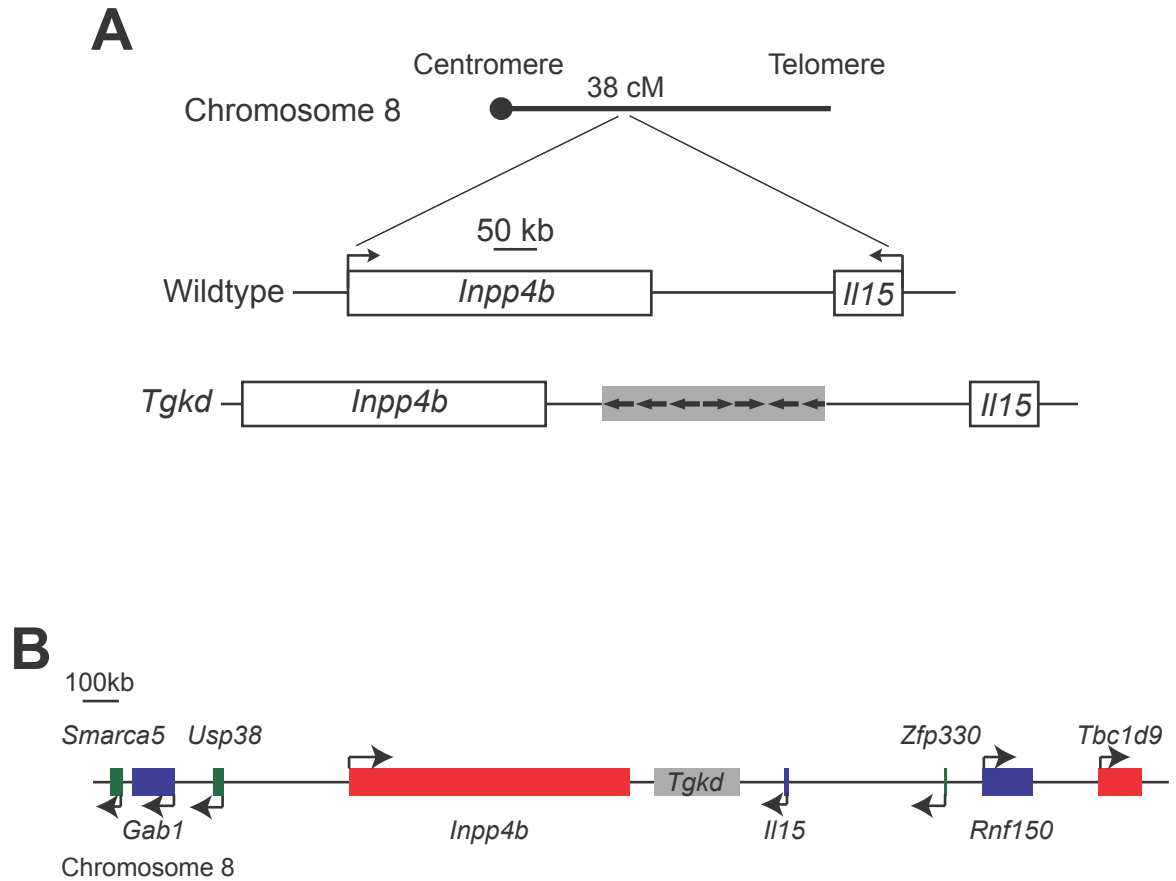 A
Centromere
Telomere
38 cM
Chromosome 8
50 kb
Wildtype
Inpp4b
Il15
Tgkd
Inpp4b
Il15
B
100kb
Smarca5
Usp38
Zfp330
Tbc1d9
Tgkd
Gab1
Inpp4b
Il15
Rnf150
Chromosome 8